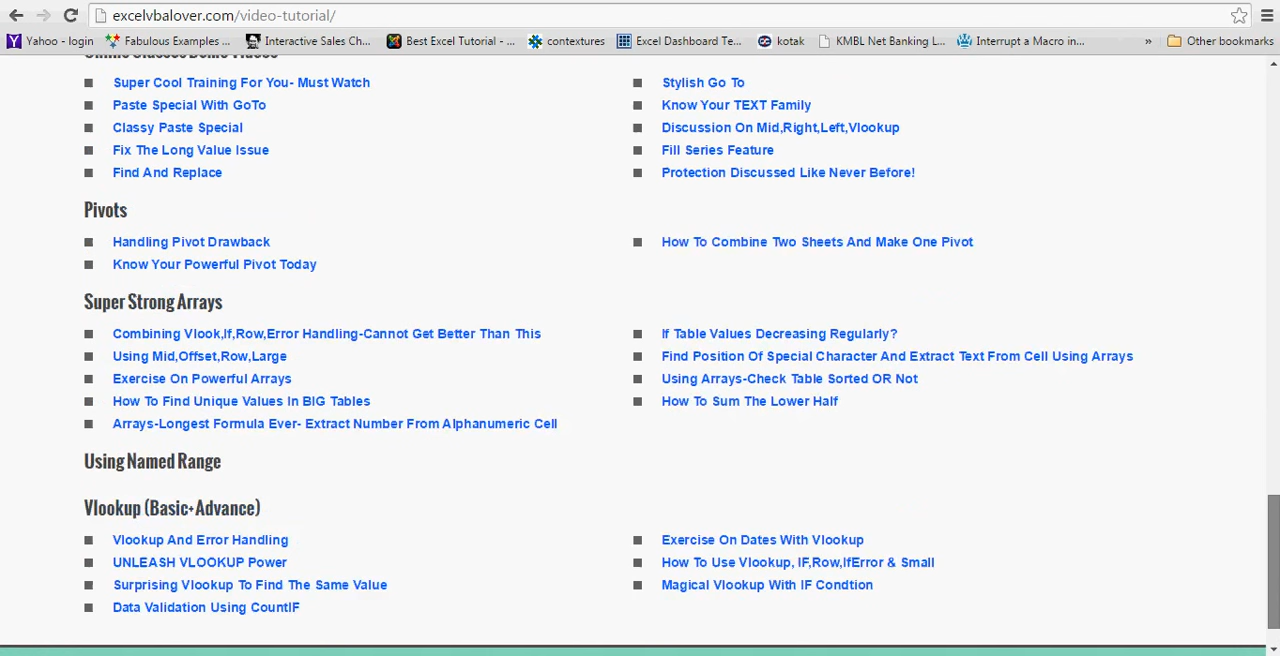 excelvbalover.com/video-tutorial/
Yahoo - login
Fabulous Examples ...
Interactive Sales Ch...
Best Excel Tutorial - ...
contextures
Excel Dashboard Te...
kotak
KMBL Net Banking L...
Interrupt a Macro in...
»
Other bookmarks
Online Classes Demo Videos
Super Cool Training For You- Must Watch
Stylish Go To
Paste Special With GoTo
Know Your TEXT Family
Classy Paste Special
Discussion On Mid,Right,Left,Vlookup
Fix The Long Value Issue
Fill Series Feature
Find And Replace
Protection Discussed Like Never Before!
Pivots
Handling Pivot Drawback
How To Combine Two Sheets And Make One Pivot
Know Your Powerful Pivot Today
Super Strong Arrays
Combining Vlook,If,Row,Error Handling-Cannot Get Better Than This
If Table Values Decreasing Regularly?
Using Mid,Offset,Row,Large
Find Position Of Special Character And Extract Text From Cell Using Arrays
Exercise On Powerful Arrays
Using Arrays-Check Table Sorted OR Not
How To Find Unique Values In BIG Tables
How To Sum The Lower Half
Arrays-Longest Formula Ever- Extract Number From Alphanumeric Cell
Using Named Range
Vlookup (Basic+Advance)
Vlookup And Error Handling
Exercise On Dates With Vlookup
UNLEASH VLOOKUP Power
How To Use Vlookup, IF,Row,IfError & Small
Surprising Vlookup To Find The Same Value
Magical Vlookup With IF Condtion
Data Validation Using CountIF